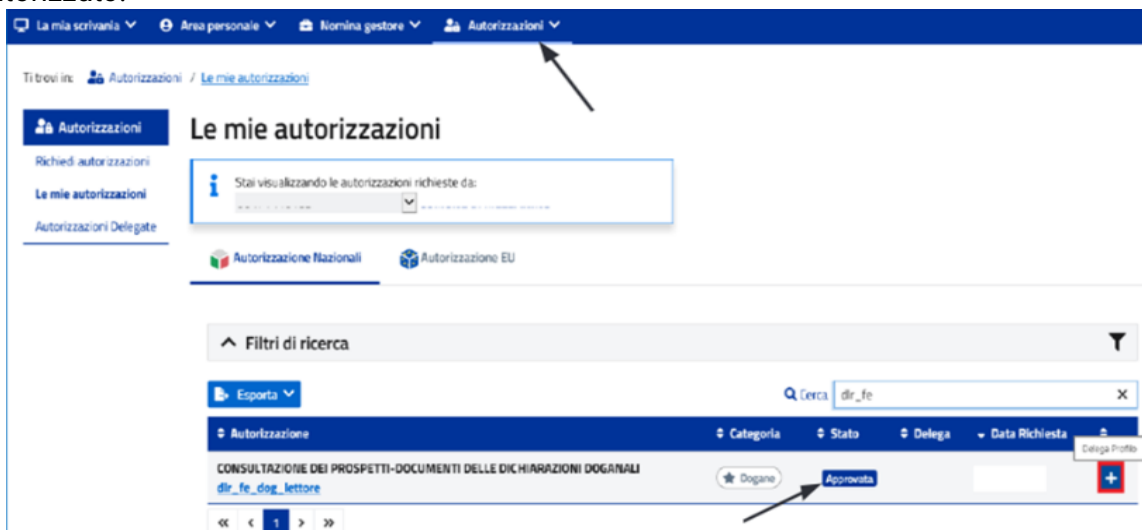 La mia scrivania Area personale Nomina gestore Autorizzazioni
Ti trovi in: Autorizzazioni / Le mie autorizzazioni
Autorizzazioni
Richiedi autorizzazioni
Le mie autorizzazioni
Autorizzazioni Delegate
Le mie autorizzazioni
Stai visualizzando le autorizzazioni richieste da:
Autorizzazione Nazionali Autorizzazione EU
Filtri di ricerca
Esporta
Cerca dlr_fe
Autorizzazione Categoria Stato Delega Data Richiesta
Delega Profilo
CONSULTAZIONE DEI PROSPETTI-DOCUMENTI DELLE DICHIARAZIONI DOGANALI Dogane Approvata +
dlr_fe_dog_lettore
« < 1 > »